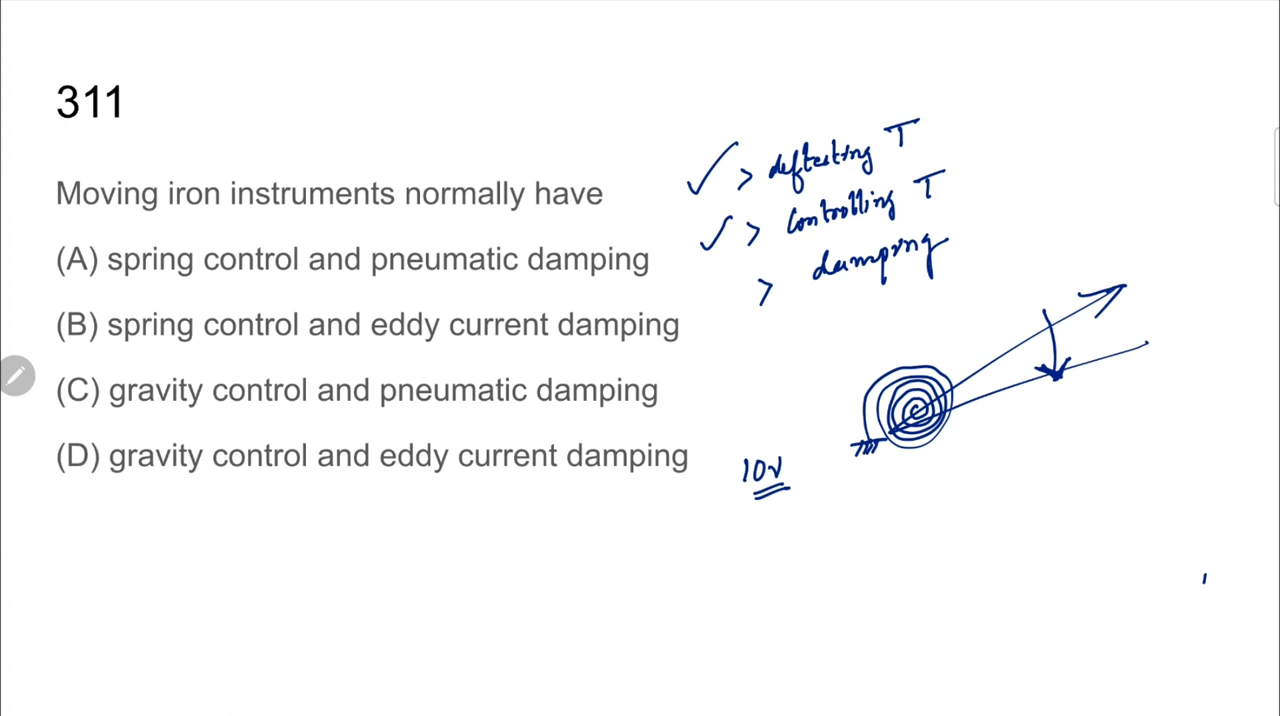 311
Moving iron instruments normally have
(A) spring control and pneumatic damping
(B) spring control and eddy current damping
(C) gravity control and pneumatic damping
(D) gravity control and eddy current damping
> deflecting T
> controlling T
> damping
10v